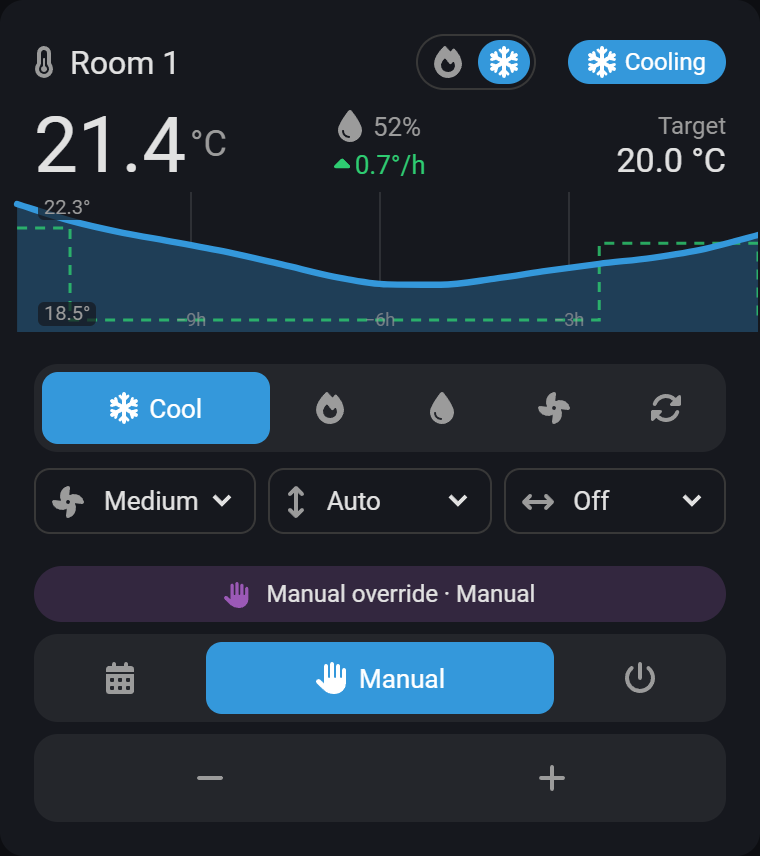 Room 1
Cooling
21.4 °C
52%
0.7°/h
Target
20.0 °C
22.3°
18.5°
9h
6h
3h
Cool
Medium
Auto
Off
Manual override · Manual
Manual